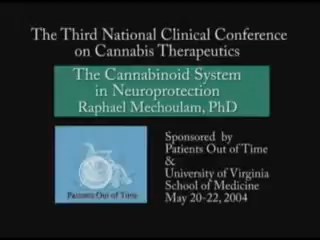 The Third National Clinical Conference
on Cannabis Therapeutics
The Cannabinoid System
in Neuroprotection
Raphael Mechoulam, PhD
Patients Out of Time
Sponsored by
Patients Out of Time
&
University of Virginia
School of Medicine
May 20-22, 2004